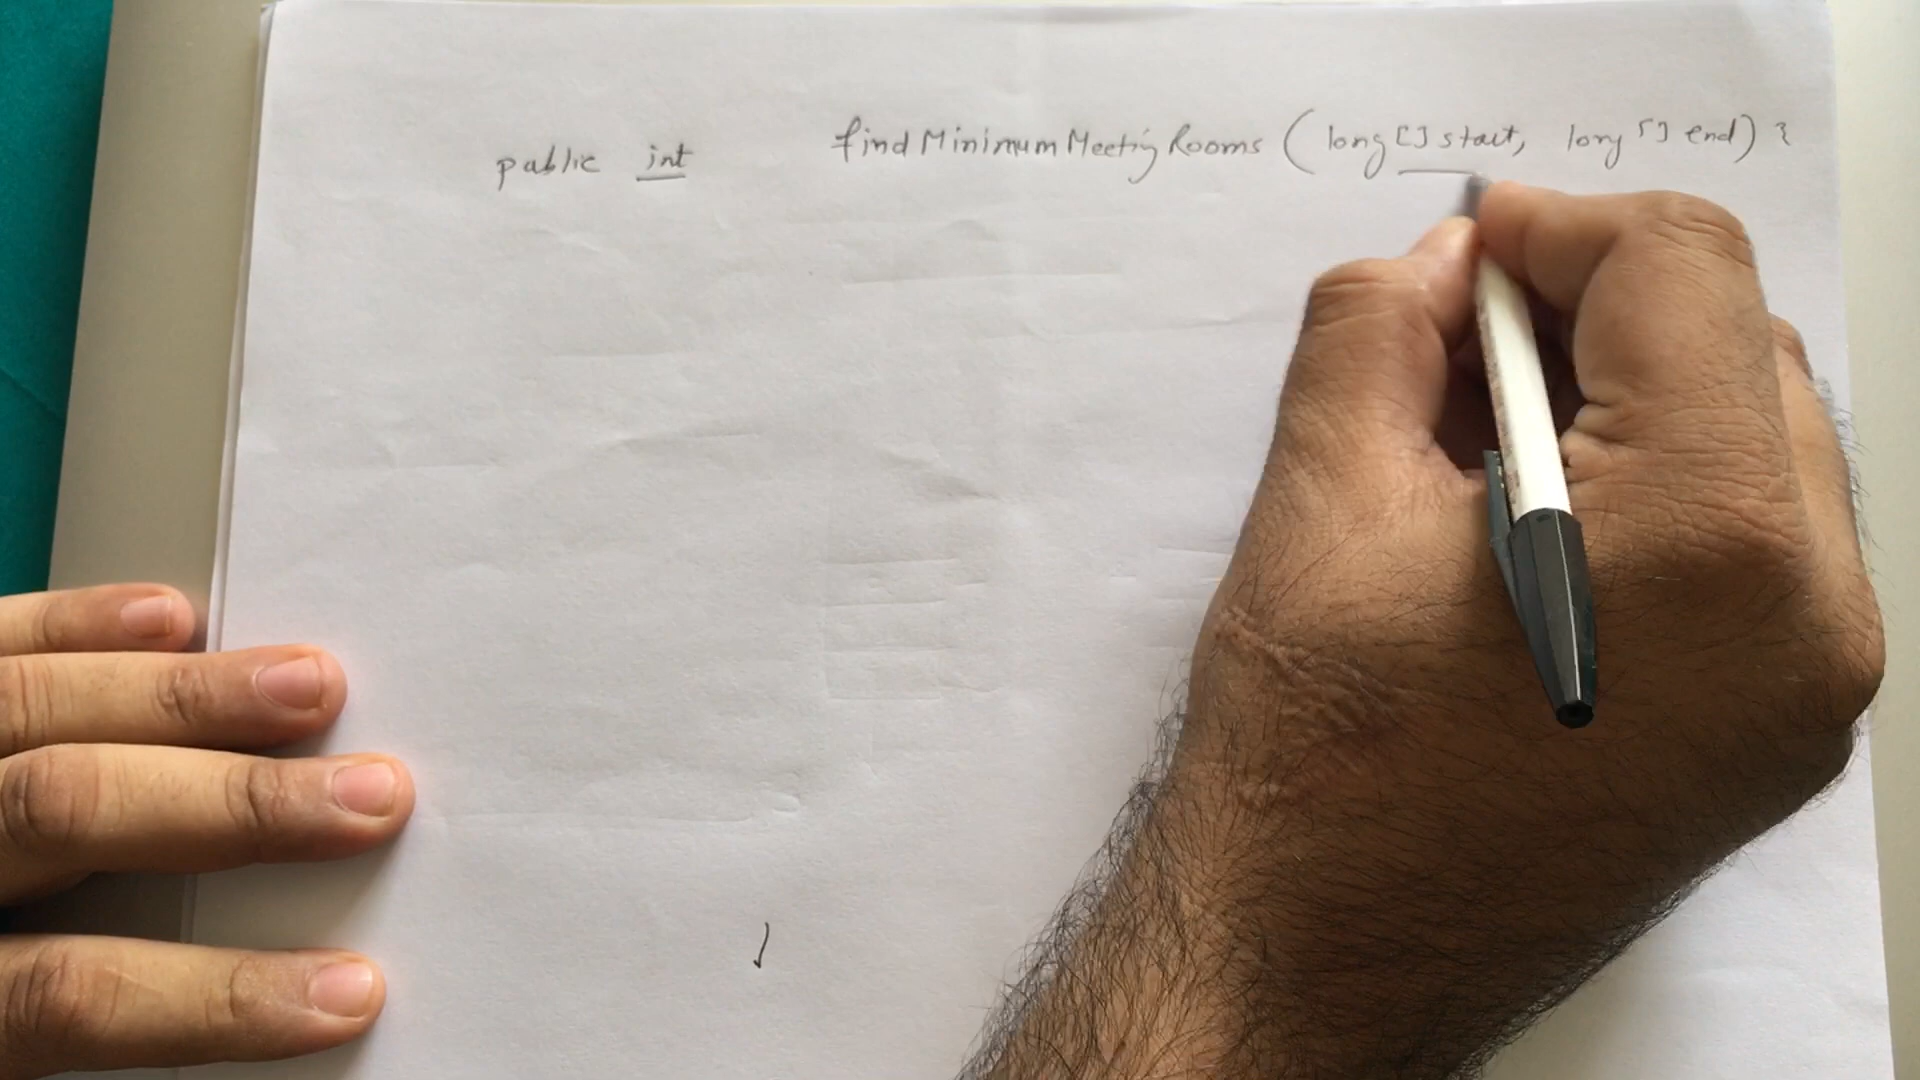 public int findMinimumMeetingRooms (long[] start, long[] end) {
}